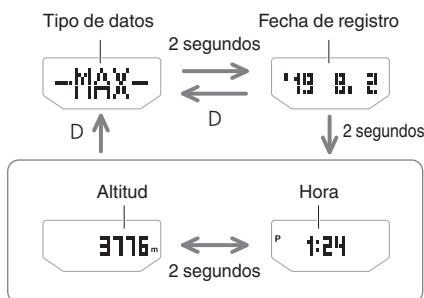 Tipo de datos
Fecha de registro
2 segundos
-MAX-
'19 8. 2
D
D
2 segundos
Altitud
Hora
3776m
P 1:24
2 segundos